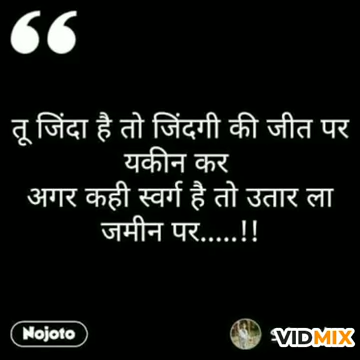 तू जिंदा है तो जिंदगी की जीत पर
यकीन कर
अगर कही स्वर्ग है तो उतार ला
जमीन पर.....!!
Nojoto
VIDMIX